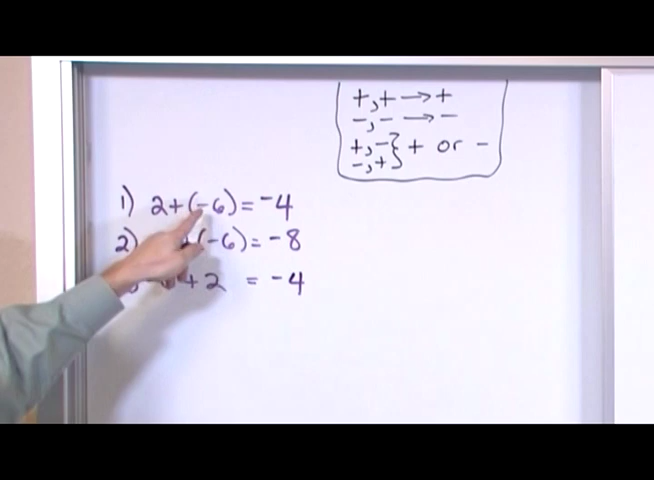 +,+ → +
-,- → -
+,- } + or -
-,+
1) 2+(-6)=-4
2) (-6)=-8
+2 = -4